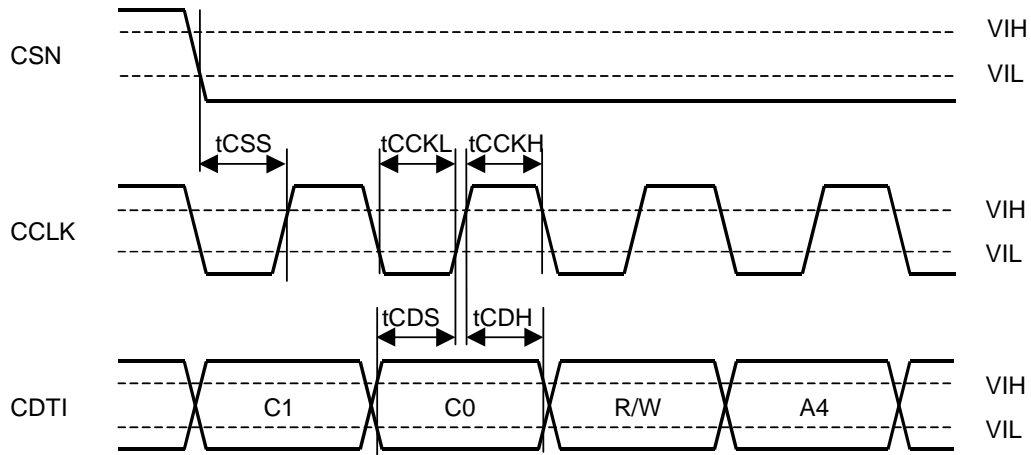 CSN
VIH
VIL
tCSS
tCCKL
tCCKH
CCLK
VIH
VIL
tCDS
tCDH
CDTI
C1
C0
R/W
A4
VIH
VIL